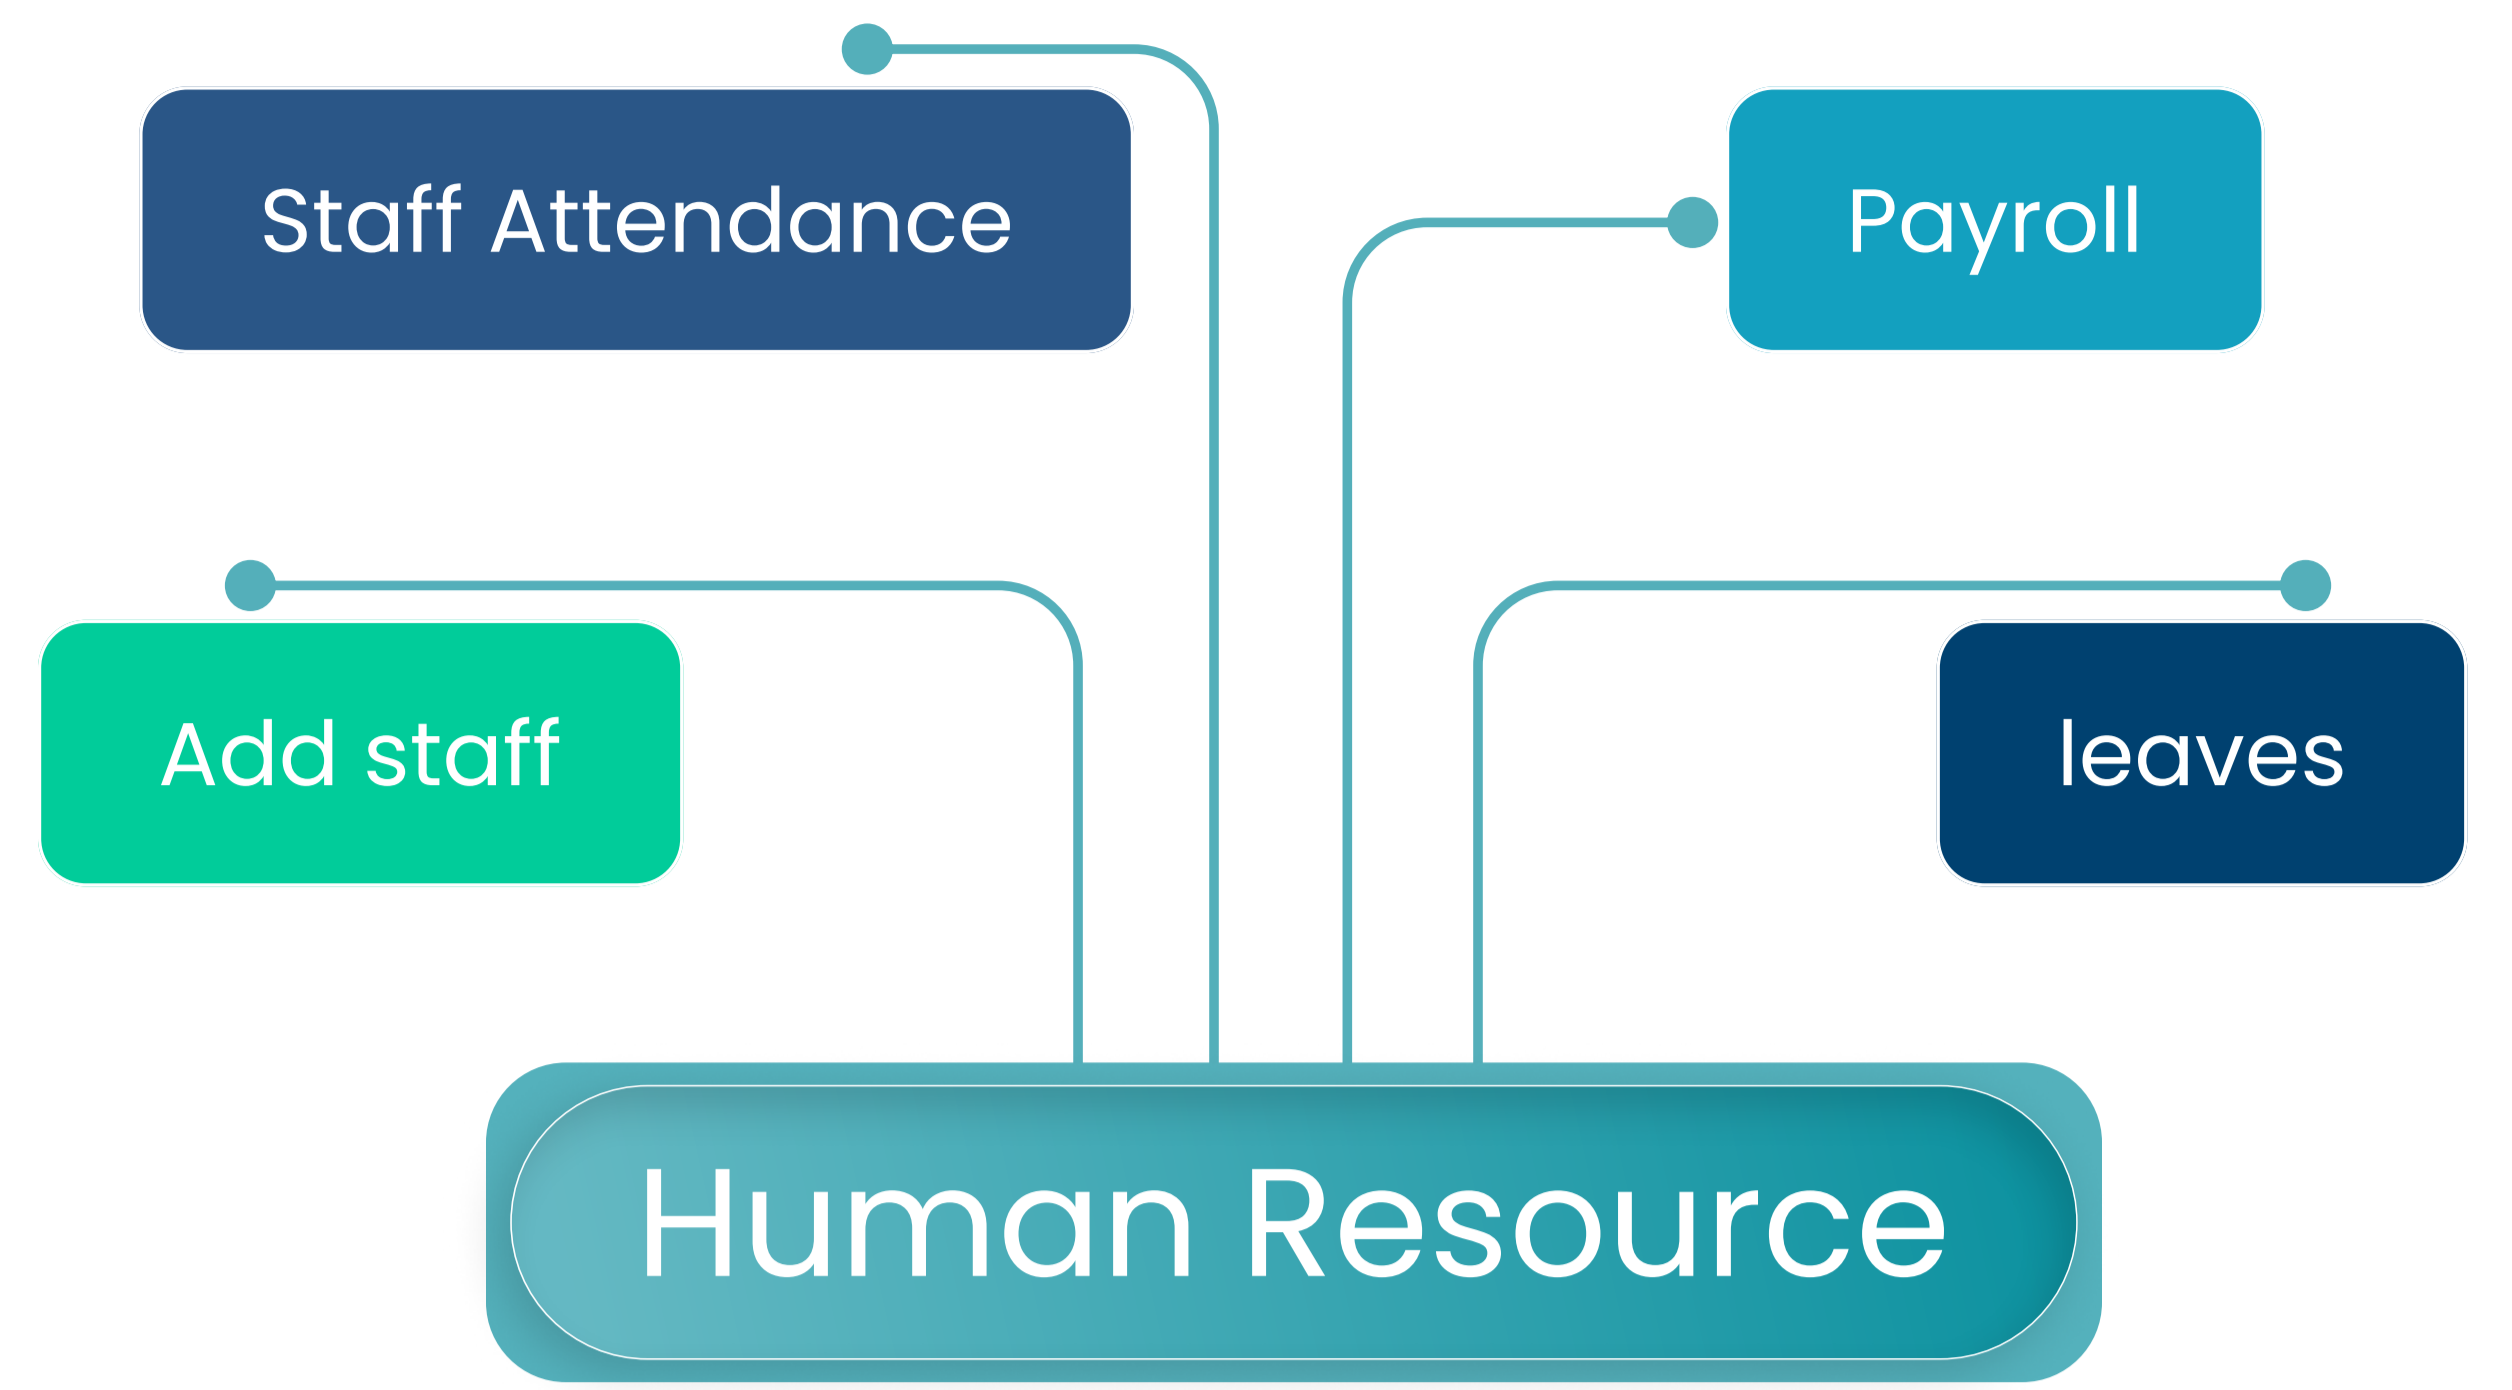 Staff Attendance
Payroll
Add staff
leaves
Human Resource